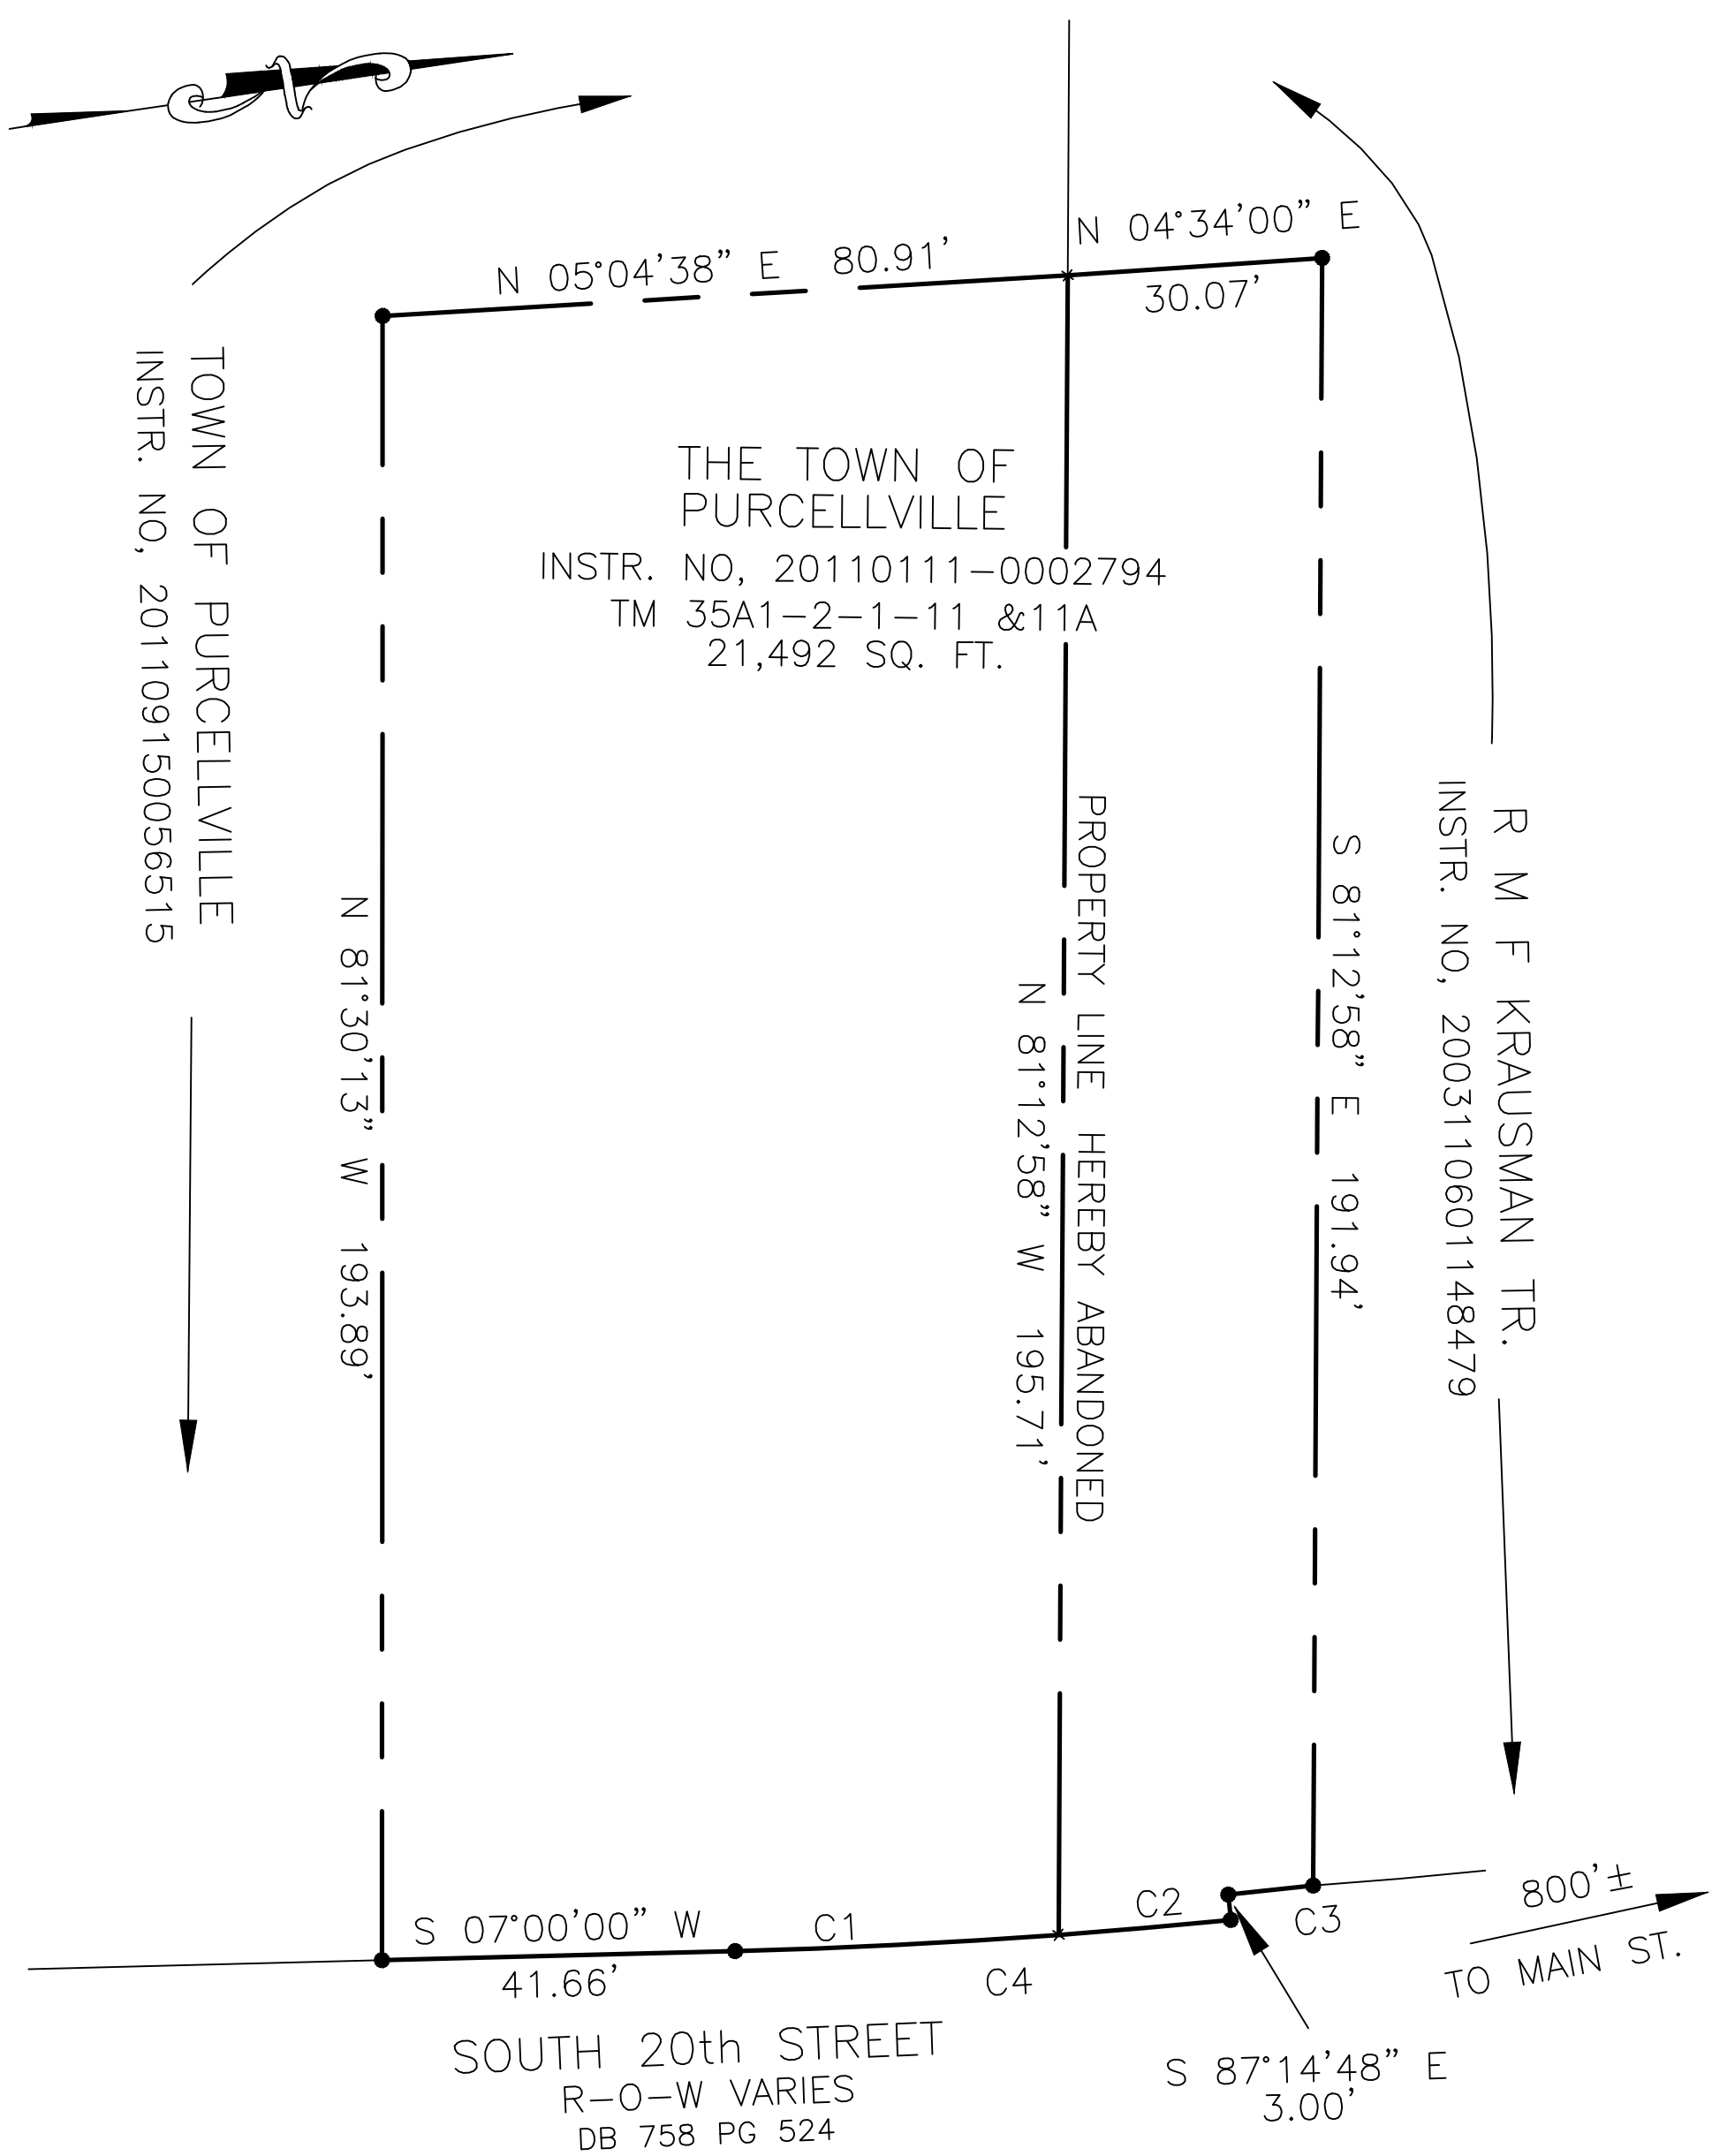 N
N 05°04'38" E 80.91'
N 04°34'00" E
30.07'
THE TOWN OF
PURCELLVILLE
INSTR. NO, 20110111-0002794
TM 35A1-2-1-11 &11A
21,492 SQ. FT.
TOWN OF PURCELLVILLE
INSTR. NO, 201109150056515
N 81°30'13" W 193.89'
PROPERTY LINE HEREBY ABANDONED
N 81°12'58" W 195.71'
S 81°12'58" E 191.94'
R M F KRAUSMAN TR.
INSTR. NO, 2003110601148479
S 07°00'00" W
41.66'
C1
C2
C3
C4
800'±
TO MAIN ST.
SOUTH 20th STREET
R-O-W VARIES
DB 758 PG 524
S 87°14'48" E
3.00'